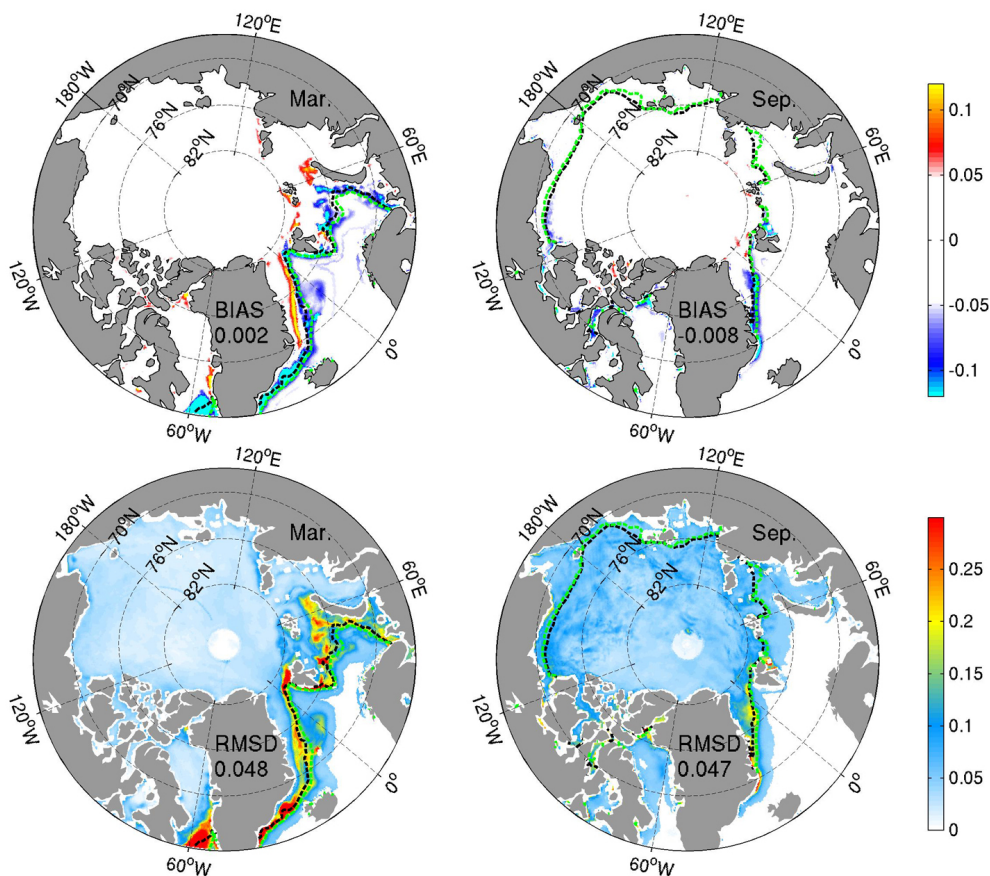 120°E
180°W
70°N
Mar.
76°N
60°E
82°N
120°W
BIAS
0.002
0°
60°W
120°E
180°W
70°N
Sep.
76°N
60°E
82°N
120°W
BIAS
-0.008
0°
60°W
0.1
0.05
0
-0.05
-0.1
120°E
180°W
70°N
Mar.
76°N
60°E
82°N
120°W
RMSD
0.048
0°
60°W
120°E
180°W
70°N
Sep.
76°N
60°E
82°N
120°W
RMSD
0.047
0°
60°W
0.25
0.2
0.15
0.1
0.05
0